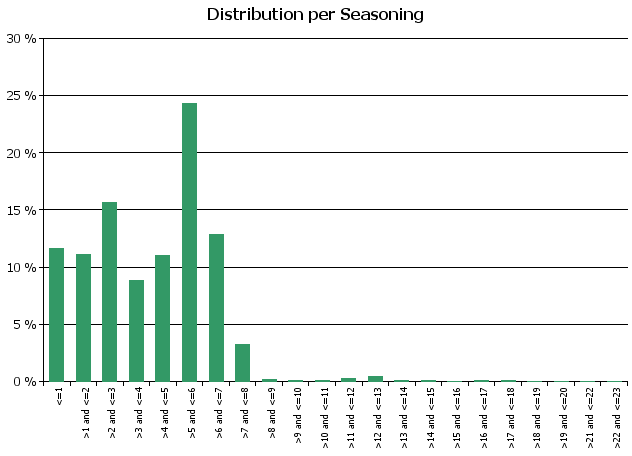 Distribution per Seasoning
30 %
25 %
20 %
15 %
10 %
5 %
0 %
<=1
>1 and <=2
>2 and <=3
>3 and <=4
>4 and <=5
>5 and <=6
>6 and <=7
>7 and <=8
>8 and <=9
>9 and <=10
>10 and <=11
>11 and <=12
>12 and <=13
>13 and <=14
>14 and <=15
>15 and <=16
>16 and <=17
>17 and <=18
>18 and <=19
>19 and <=20
>21 and <=22
>22 and <=23